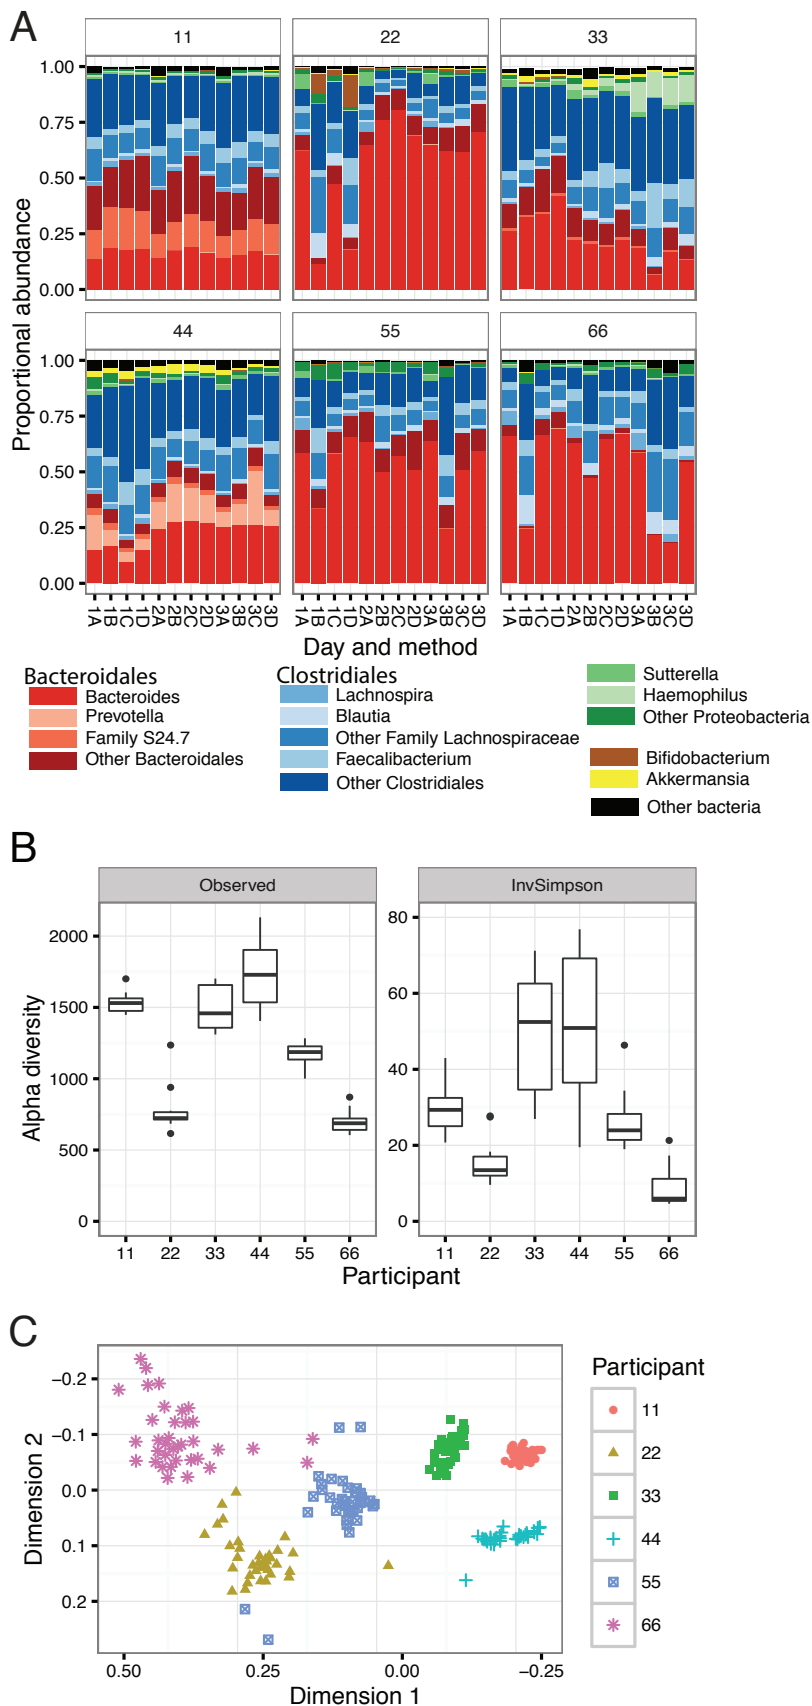 A
11 22 33
1.00
0.75
0.50
0.25
0.00
44 55 66
1.00
0.75
0.50
0.25
0.00
Proportional abundance
1A 1B 1C 1D 2A 2B 2C 2D 3A 3B 3C 3D 1A 1B 1C 1D 2A 2B 2C 2D 3A 3B 3C 3D 1A 1B 1C 1D 2A 2B 2C 2D 3A 3B 3C 3D
Day and method
Bacteroidales
Bacteroides
Prevotella
Family S24.7
Other Bacteroidales
Clostridiales
Lachnospira
Blautia
Other Family Lachnospiraceae
Faecalibacterium
Other Clostridiales
Sutterella
Haemophilus
Other Proteobacteria
Bifidobacterium
Akkermansia
Other bacteria
B
Observed InvSimpson
Alpha diversity
2000
1500
1000
500
0
80
60
40
20
0
11 22 33 44 55 66 11 22 33 44 55 66
Participant
C
Dimension 2
−0.2
−0.1
0.0
0.1
0.2
0.50 0.25 0.00 −0.25
Dimension 1
Participant
11
22
33
44
55
66